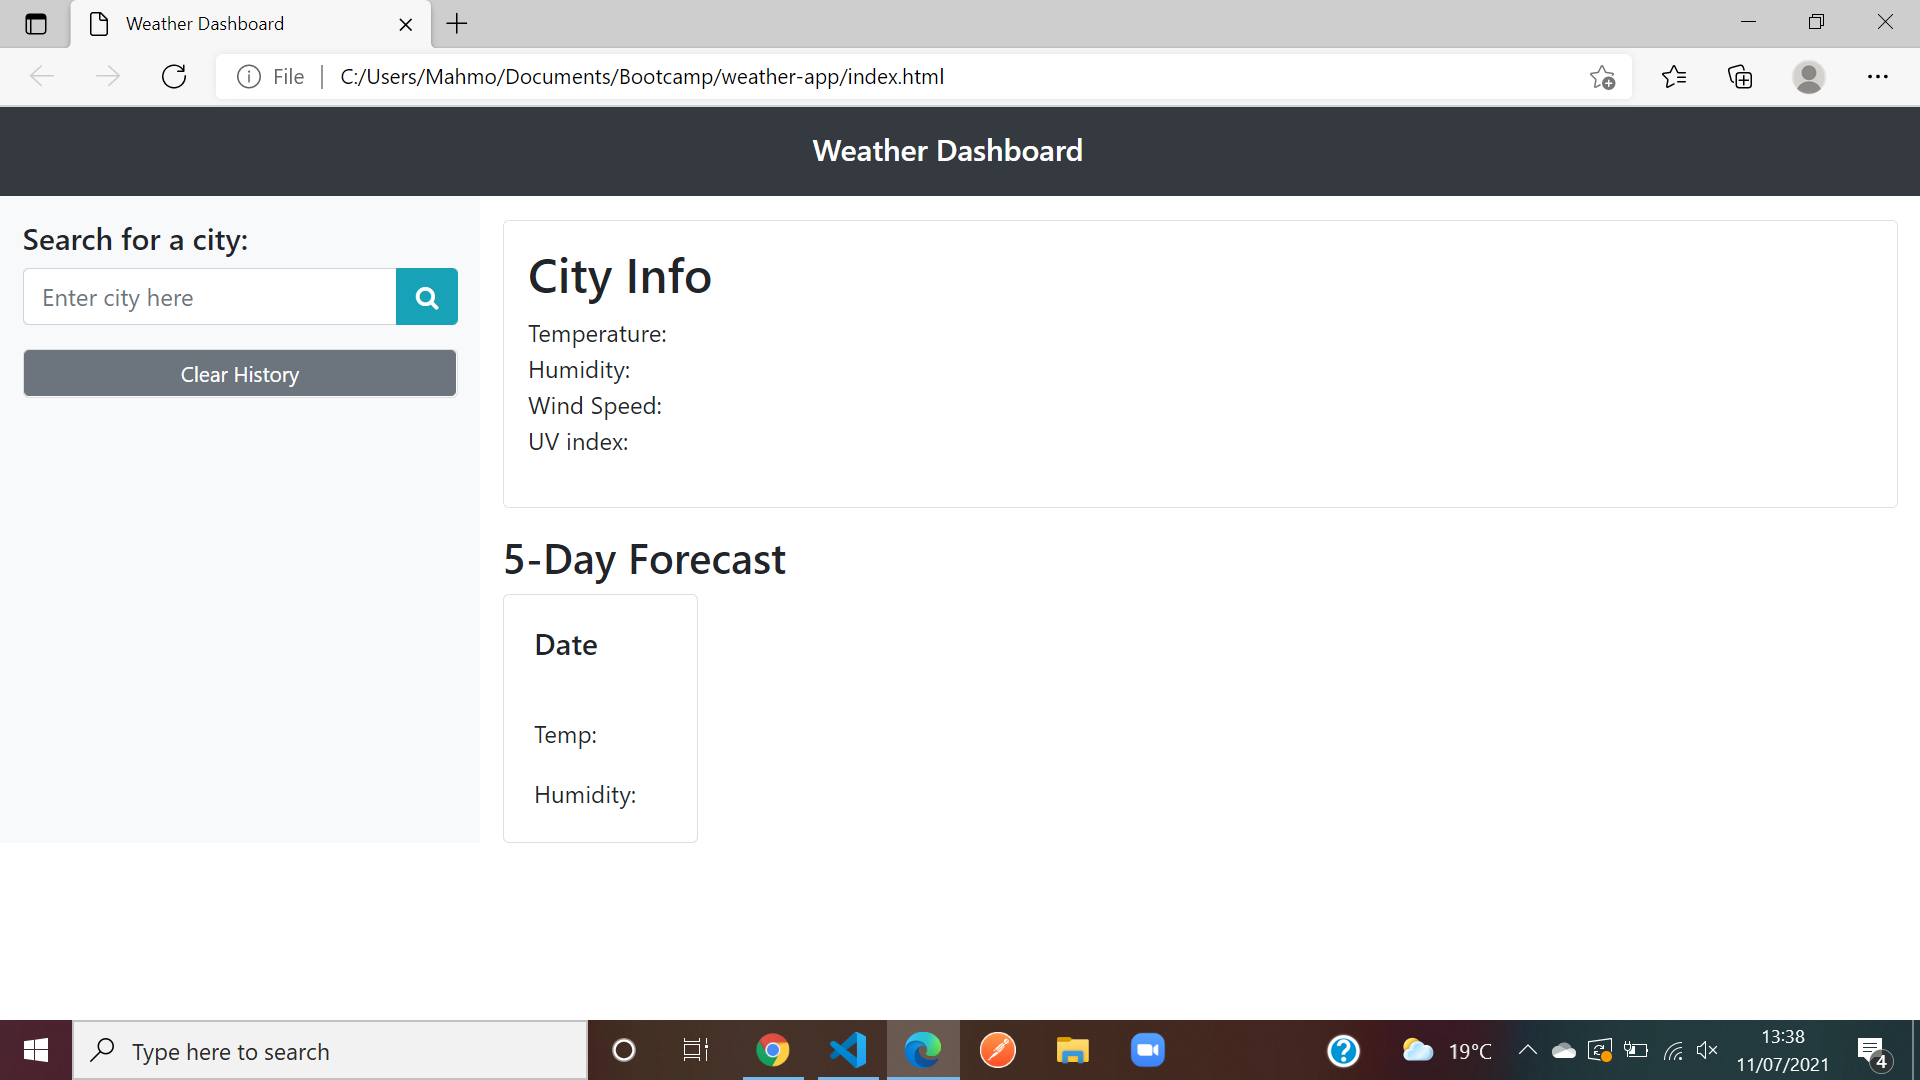 Weather Dashboard
File
C:/Users/Mahmo/Documents/Bootcamp/weather-app/index.html
Weather Dashboard
Search for a city:
Enter city here
Clear History
City Info
Temperature:
Humidity:
Wind Speed:
UV index:
5-Day Forecast
Date
Temp:
Humidity:
Type here to search
19°C
13:38
11/07/2021
4